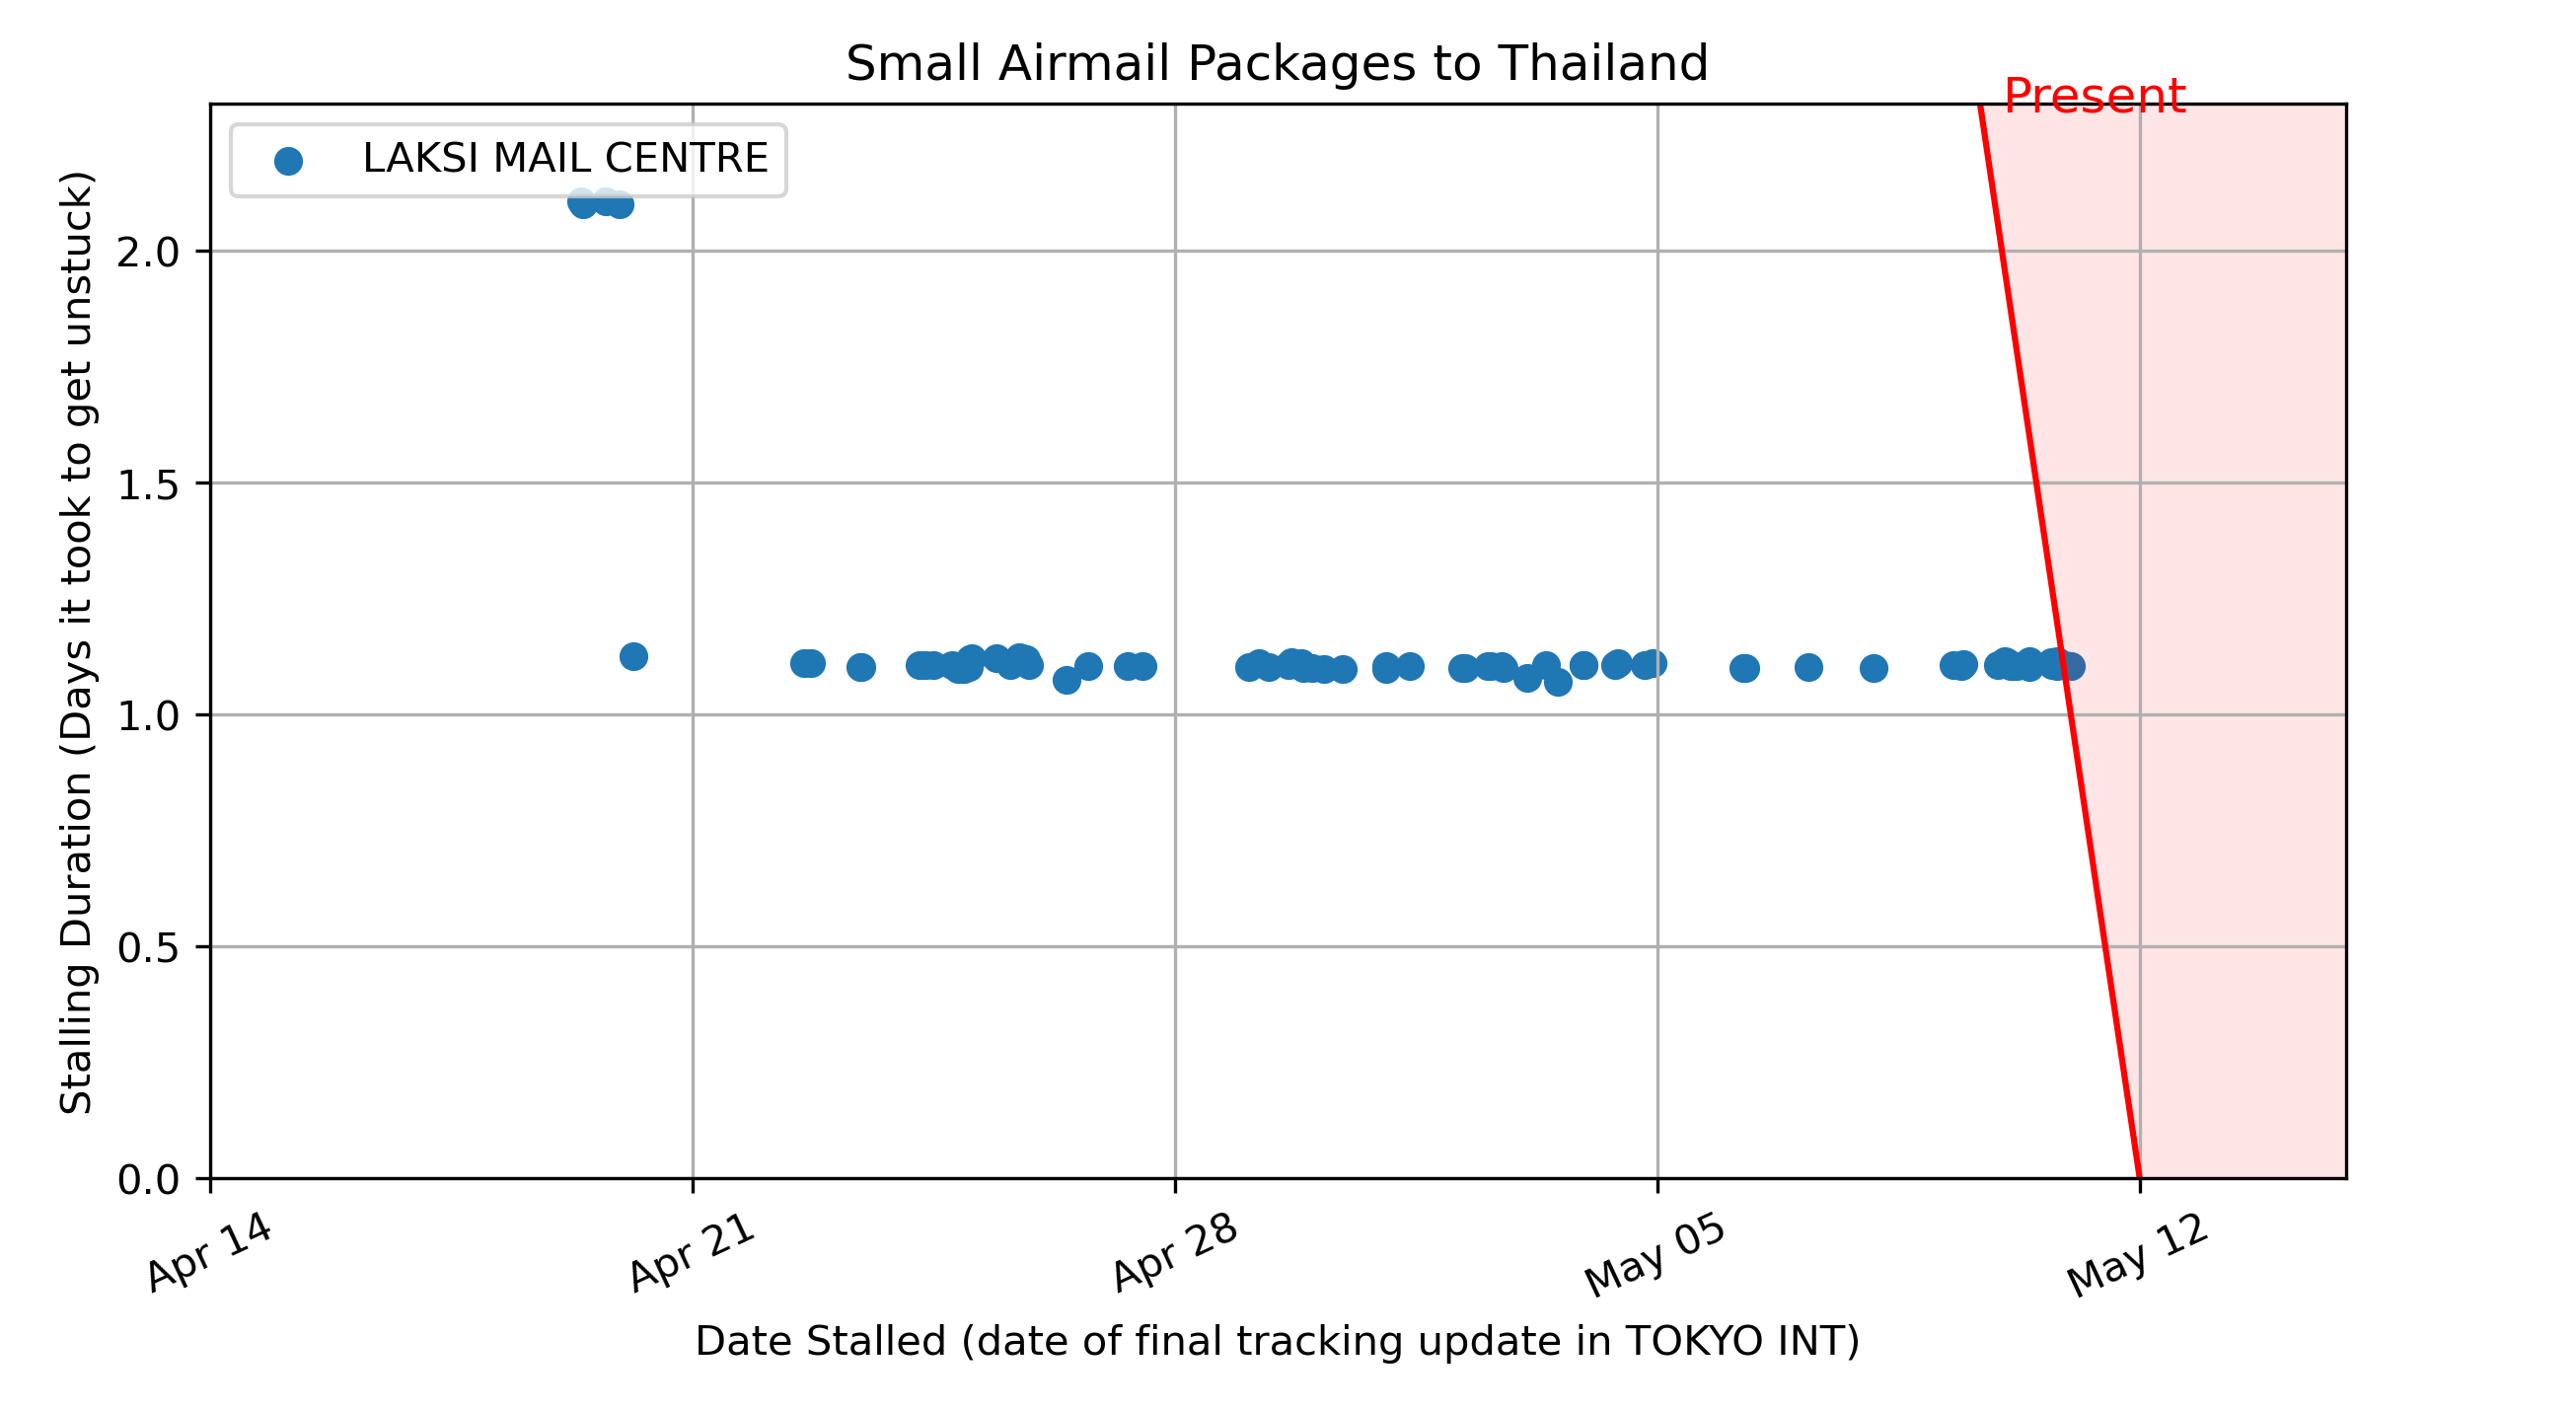 Small Airmail Packages to Thailand
Present
LAKSI MAIL CENTRE
Stalling Duration (Days it took to get unstuck)
2.0
1.5
1.0
0.5
0.0
Apr 14
Apr 21
Apr 28
May 05
May 12
Date Stalled (date of final tracking update in TOKYO INT)